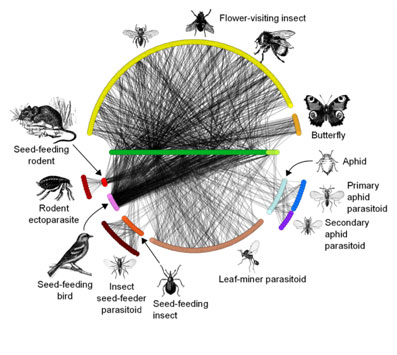 Flower-visiting insect
Butterfly
Seed-feeding
rodent
Aphid
Rodent
ectoparasite
Primary
aphid
parasitoid
Secondary
aphid
parasitoid
Seed-feeding
bird
Insect
seed-feeder
parasitoid
Seed-feeding
insect
Leaf-miner parasitoid